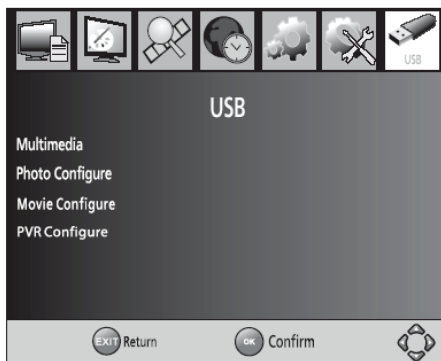 USB
USB
Multimedia
Photo Configure
Movie Configure
PVR Configure
EXIT Return OK Confirm